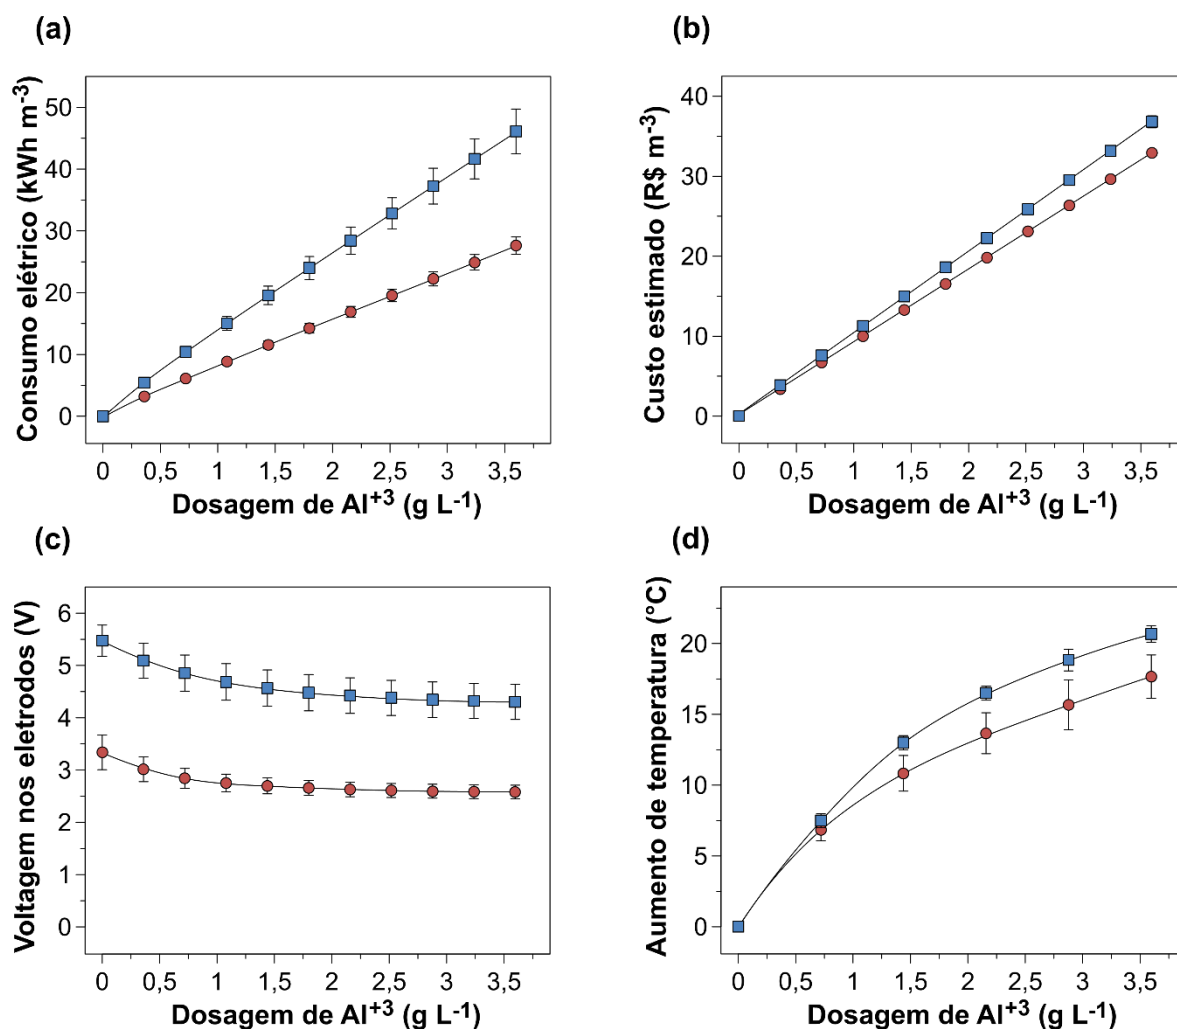 (a)
Consumo elétrico (kWh m-3)
50
40
30
20
10
0
0 0,5 1 1,5 2 2,5 3 3,5
Dosagem de Al+3 (g L-1)
(b)
Custo estimado (R$ m-3)
40
30
20
10
0
0 0,5 1 1,5 2 2,5 3 3,5
Dosagem de Al+3 (g L-1)
(c)
Voltagem nos eletrodos (V)
6
5
4
3
2
1
0
0 0,5 1 1,5 2 2,5 3 3,5
Dosagem de Al+3 (g L-1)
(d)
Aumento de temperatura (°C)
20
15
10
5
0
0 0,5 1 1,5 2 2,5 3 3,5
Dosagem de Al+3 (g L-1)